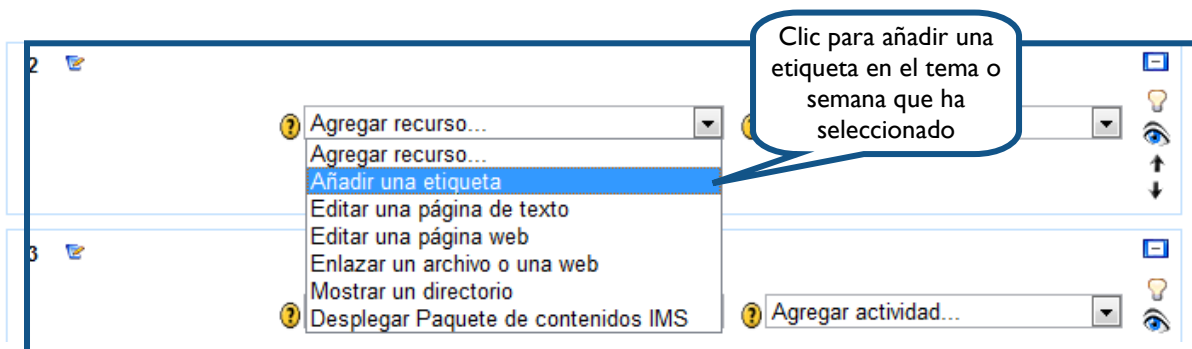 Clic para añadir una
etiqueta en el tema o
semana que ha
seleccionado
2
Agregar recurso...
Agregar recurso...
Añadir una etiqueta
Editar una página de texto
Editar una página web
Enlazar un archivo o una web
Mostrar un directorio
Desplegar Paquete de contenidos IMS
3
Agregar actividad...